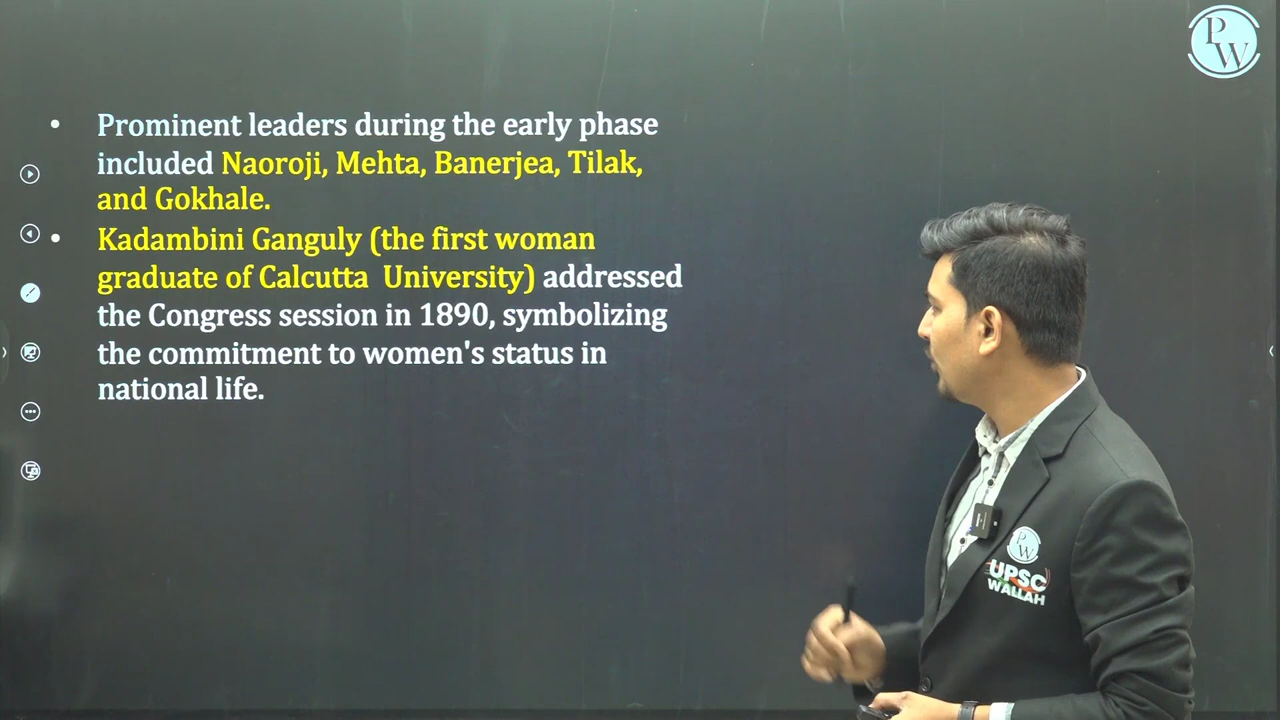 PW
• Prominent leaders during the early phase
included Naoroji, Mehta, Banerjea, Tilak,
and Gokhale.
• Kadambini Ganguly (the first woman
graduate of Calcutta University) addressed
the Congress session in 1890, symbolizing
the commitment to women's status in
national life.
PW
UPSC
WALLAH